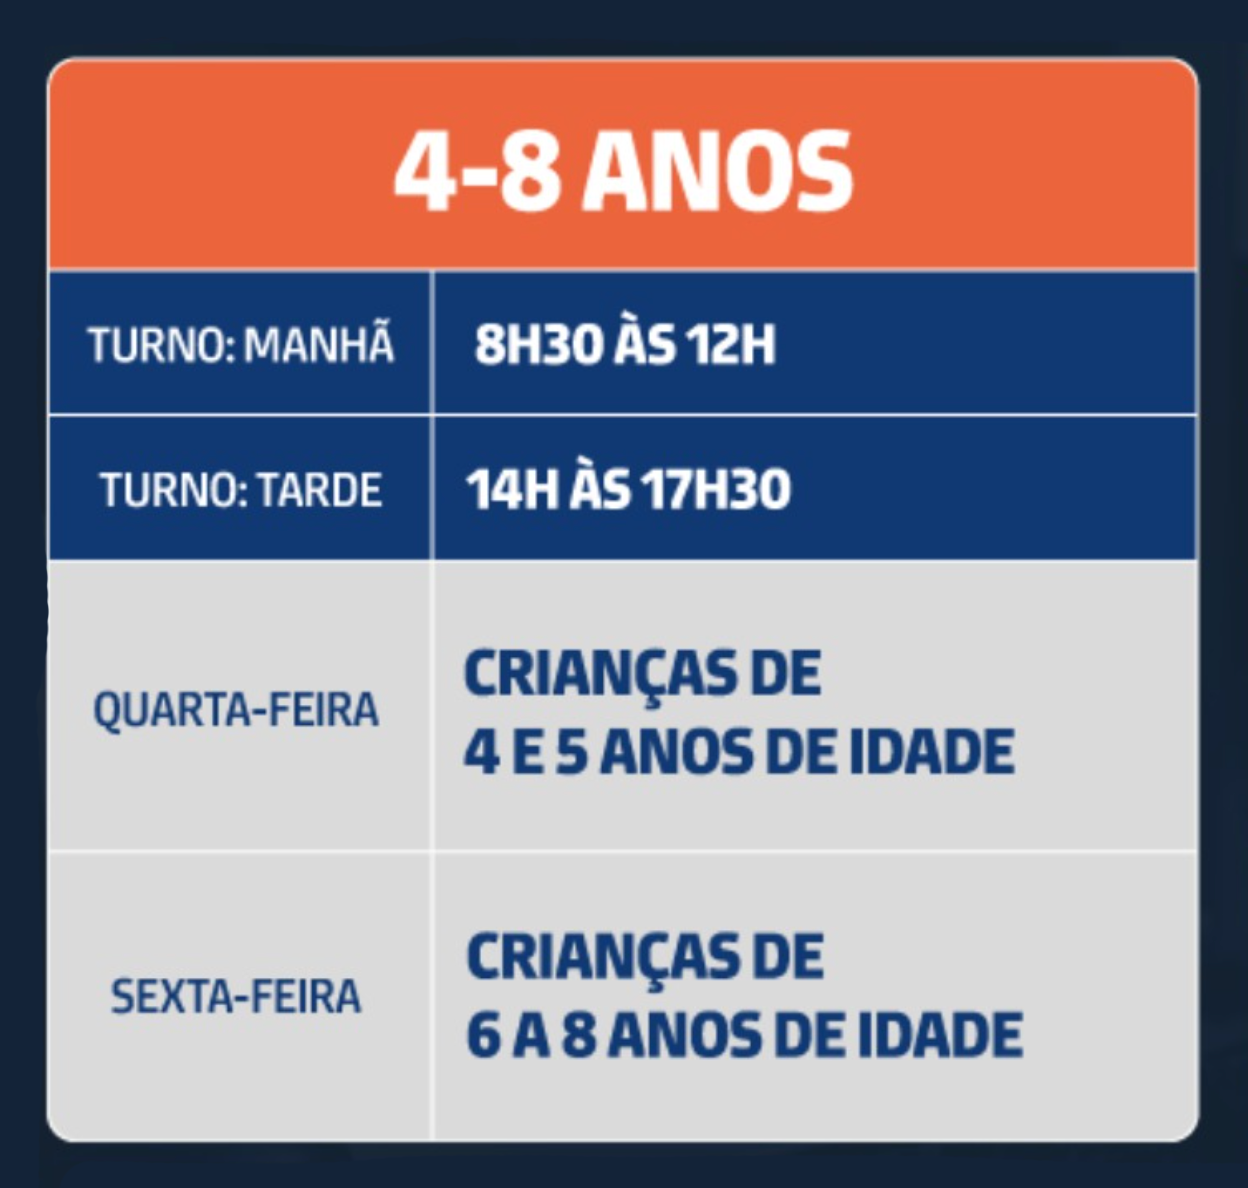 4-8 ANOS
TURNO: MANHÃ
8H30 ÀS 12H
TURNO: TARDE
14H ÀS 17H30
QUARTA-FEIRA
CRIANÇAS DE
4 E 5 ANOS DE IDADE
SEXTA-FEIRA
CRIANÇAS DE
6 A 8 ANOS DE IDADE